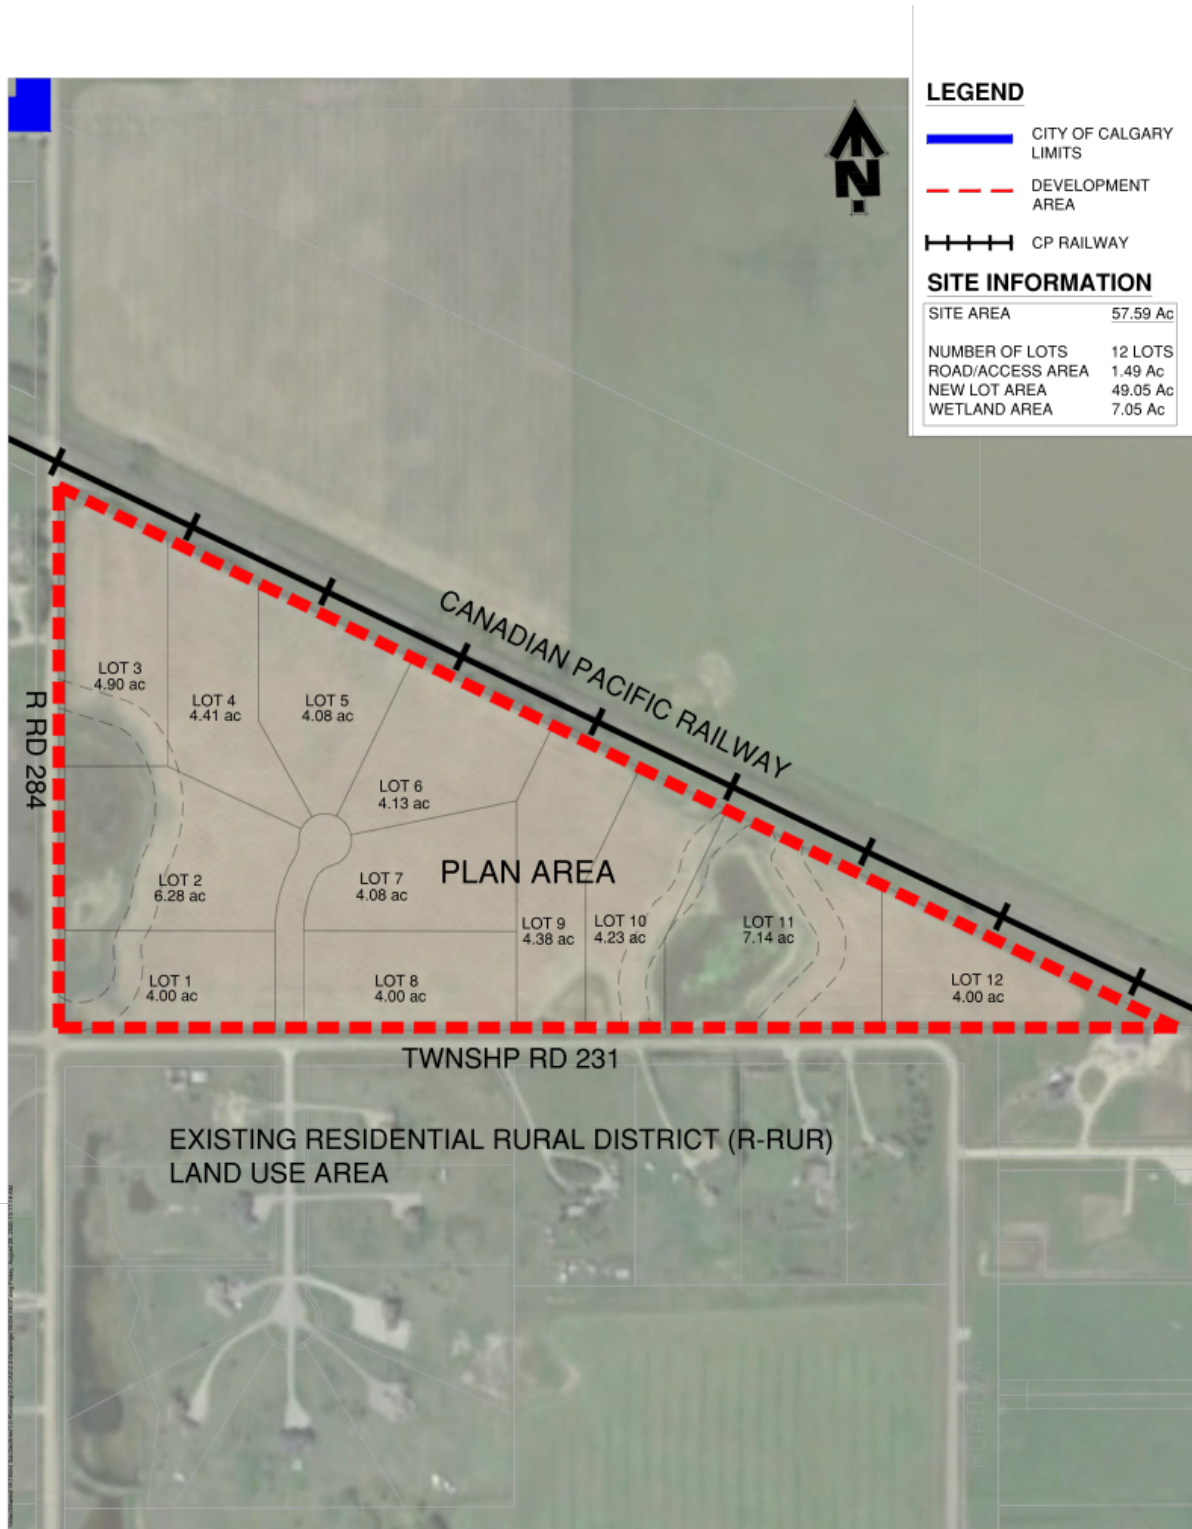 LEGEND
CITY OF CALGARY
LIMITS
DEVELOPMENT
AREA
CP RAILWAY
SITE INFORMATION
SITE AREA 57.59 Ac
NUMBER OF LOTS 12 LOTS
ROAD/ACCESS AREA 1.49 Ac
NEW LOT AREA 49.05 Ac
WETLAND AREA 7.05 Ac
N
CANADIAN PACIFIC RAILWAY
R RD 284
LOT 3
4.90 ac
LOT 4
4.41 ac
LOT 5
4.08 ac
LOT 6
4.13 ac
PLAN AREA
LOT 2
6.28 ac
LOT 7
4.08 ac
LOT 9
4.38 ac
LOT 10
4.23 ac
LOT 11
7.14 ac
LOT 1
4.00 ac
LOT 8
4.00 ac
LOT 12
4.00 ac
TWNSHP RD 231
EXISTING RESIDENTIAL RURAL DISTRICT (R-RUR)
LAND USE AREA
ROADWAY